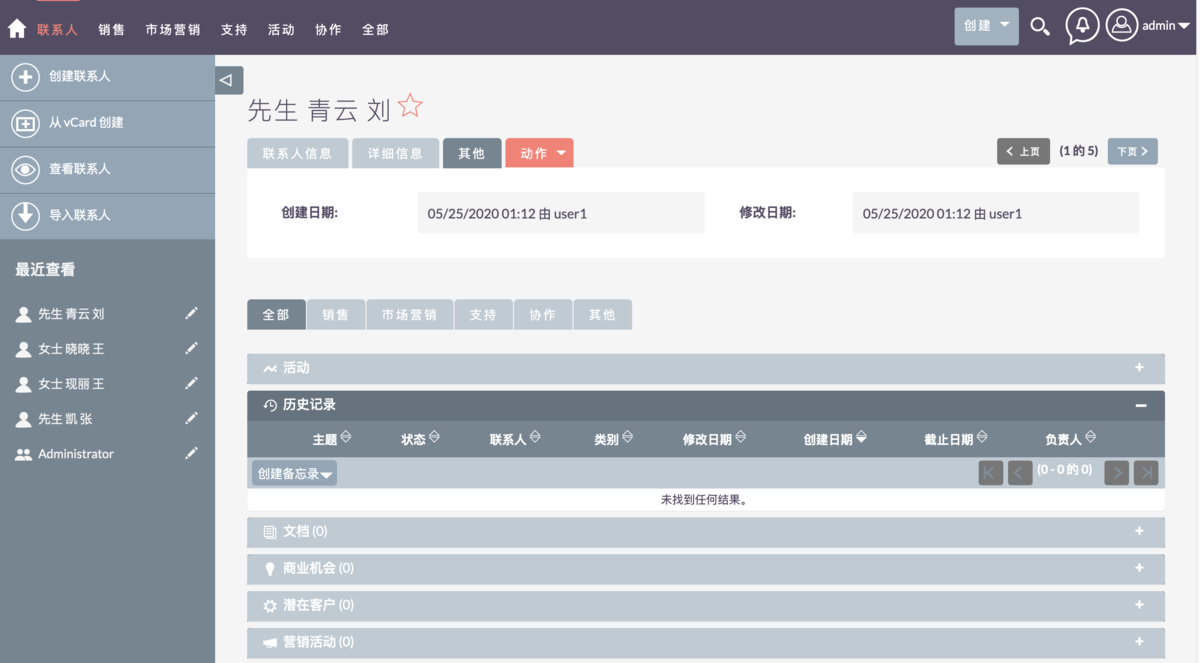 联系人 销售 市场营销 支持 活动 协作 全部 创建 admin
创建联系人
从 vCard 创建
查看联系人
导入联系人
最近查看
先生 青云 刘
女士 晓晓 王
女士 现丽 王
先生 凯 张
Administrator
先生 青云 刘
联系人信息 详细信息 其他 动作 上页 (1 的 5) 下页
创建日期: 05/25/2020 01:12 由 user1 修改日期: 05/25/2020 01:12 由 user1
全部 销售 市场营销 支持 协作 其他
活动
历史记录
主题 状态 联系人 类别 修改日期 创建日期 截止日期 负责人
创建备忘录 (0 - 0 的 0)
未找到任何结果。
文档 (0)
商业机会 (0)
潜在客户 (0)
营销活动 (0)